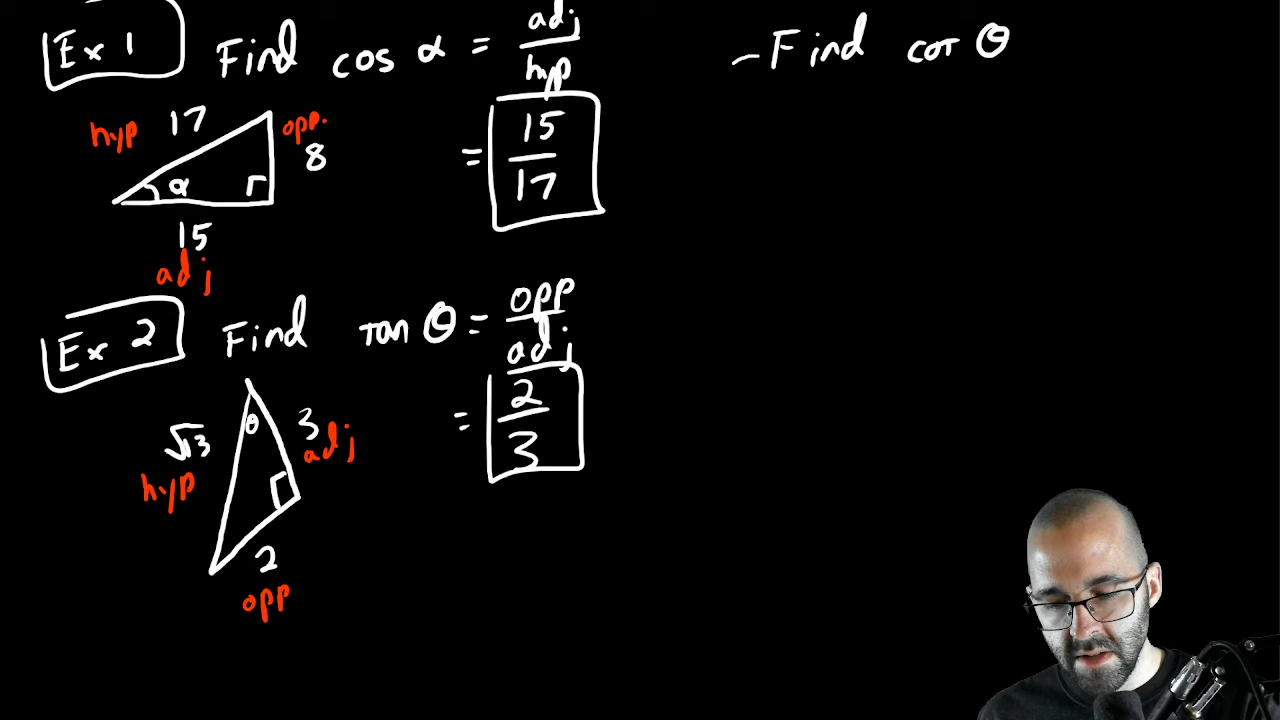 Ex 1 Find cos α = adj/hyp
hyp 17 opp. 8
α
= 15/17
15
adj
Ex 2 Find tan θ = opp/adj
θ
√13 3
hyp adj
= 2/3
2
opp
– Find cot θ